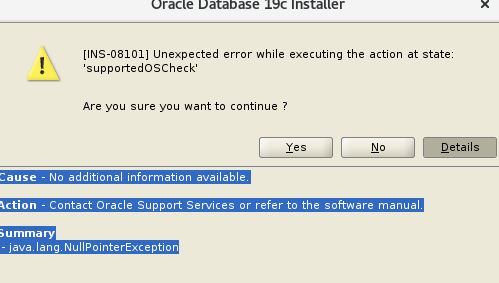 Oracle Database 19c Installer
[INS-08101] Unexpected error while executing the action at state:
'supportedOSCheck'
Are you sure you want to continue ?
Yes
No
Details
Cause - No additional information available.
Action - Contact Oracle Support Services or refer to the software manual.
Summary
- java.lang.NullPointerException